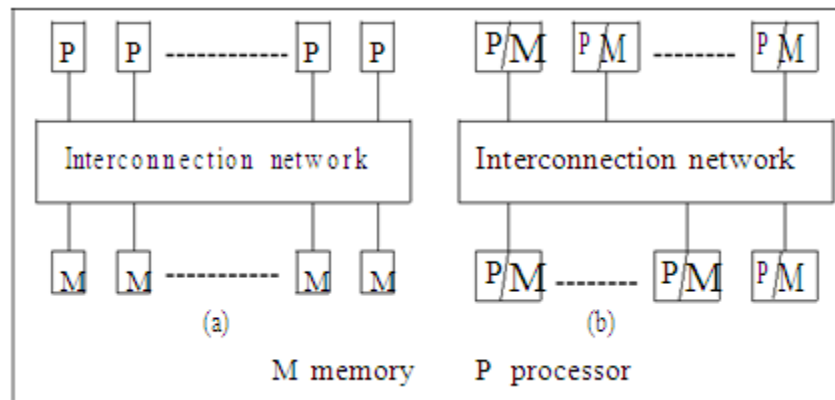 P P P P
Interconnection network
M M M M
(a)
P/M P/M P/M
Interconnection network
P/M P/M P/M
(b)
M memory P processor